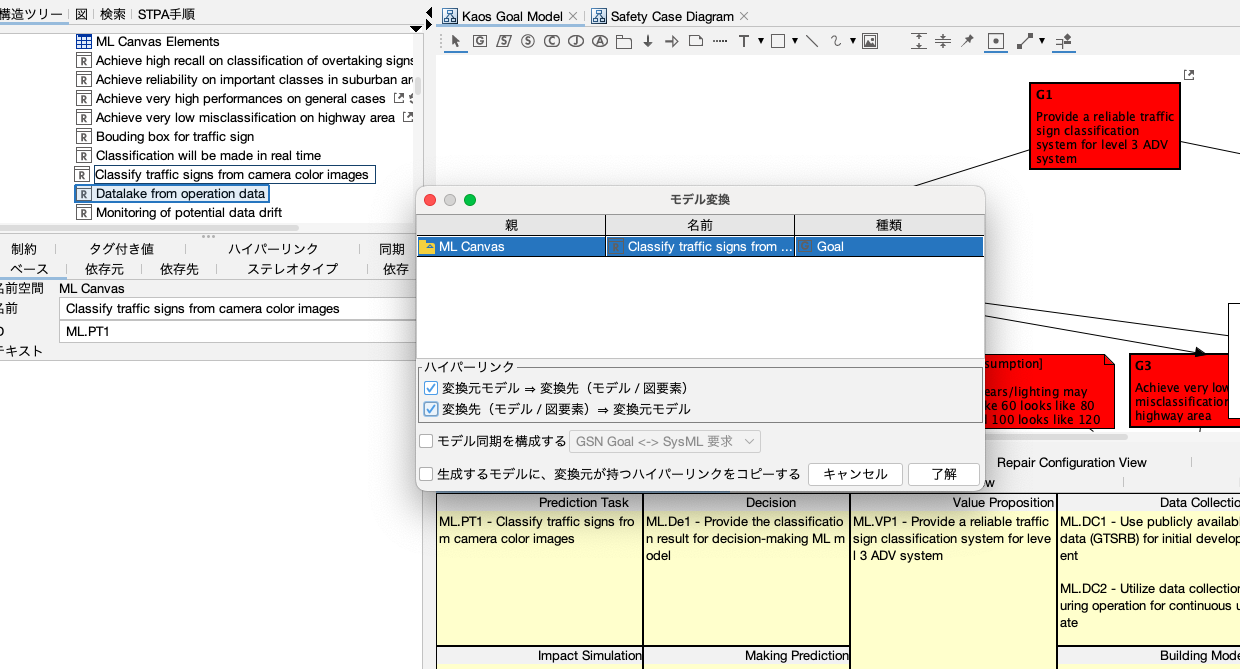 構造ツリー 図 検索 STPA手順
ML Canvas Elements
Achieve high recall on classification of overtaking signs
Achieve reliability on important classes in suburban
Achieve very high performances on general cases
Achieve very low misclassification on highway area
Bouding box for traffic sign
Classification will be made in real time
Classify traffic signs from camera color images
Datalake from operation data
Monitoring of potential data drift
制約 タグ付き値 ハイパーリンク 同期
ベース 依存元 依存先 ステレオタイプ 依存
名前空間 ML Canvas
名前 Classify traffic signs from camera color images
ML.PT1
テキスト
Kaos Goal Model Safety Case Diagram
G1
Provide a reliable traffic
sign classification
system for level 3 ADV
system
モデル変換
親 名前 種類
ML Canvas Classify traffic signs from ... Goal
ハイパーリンク
変換元モデル ⇒ 変換先（モデル / 図要素）
変換先（モデル / 図要素）⇒ 変換元モデル
モデル同期を構成する GSN Goal <-> SysML 要求
生成するモデルに、変換元が持つハイパーリンクをコピーする キャンセル 了解
sumption]
ears/lighting may
ke 60 looks like 80
100 looks like 120
G3
Achieve very low
misclassification
highway area
Repair Configuration View
Prediction Task
ML.PT1 - Classify traffic signs fro
m camera color images
Impact Simulation
Decision
ML.De1 - Provide the classificatio
n result for decision-making ML m
odel
Making Prediction
Value Proposition
ML.VP1 - Provide a reliable traffic
sign classification system for leve
l 3 ADV system
Data Collectio
ML.DC1 - Use publicly availabl
data (GTSRB) for initial develop
ent
ML.DC2 - Utilize data collection
uring operation for continuous u
ate
Building Mode